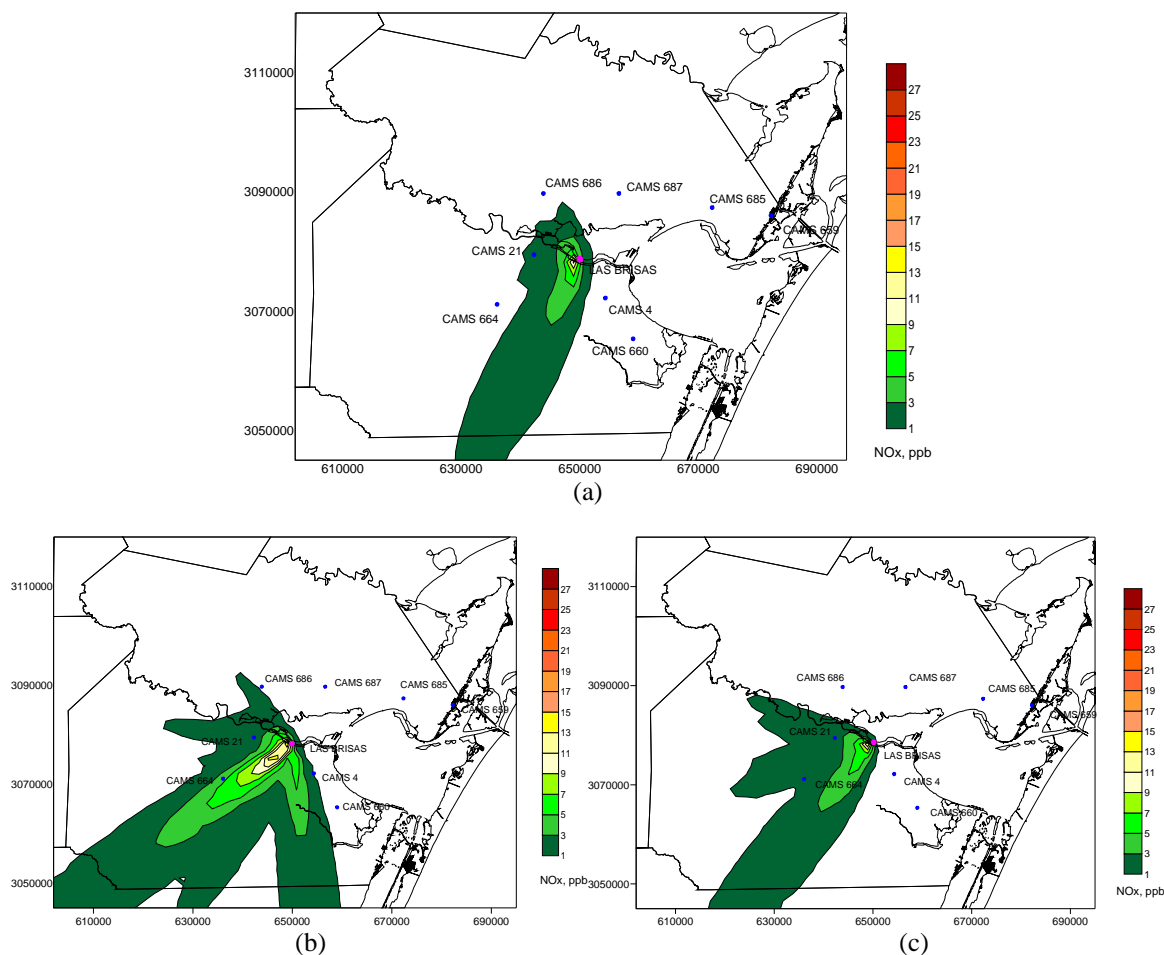 3110000
3090000
3070000
3050000
610000 630000 650000 670000 690000
CAMS 686 CAMS 687
CAMS 685
CAMS 659
CAMS 21
LAS BRISAS
CAMS 664
CAMS 4
CAMS 660
27
25
23
21
19
17
15
13
11
9
7
5
3
1
NOx, ppb
(a)
3110000
3090000
3070000
3050000
610000 630000 650000 670000 690000
CAMS 686 CAMS 687 CAMS 685
CAMS 659
CAMS 21
LAS BRISAS
CAMS 664 CAMS 4
CAMS 660
27
25
23
21
19
17
15
13
11
9
7
5
3
1
NOx, ppb
(b)
3110000
3090000
3070000
3050000
610000 630000 650000 670000 690000
CAMS 686 CAMS 687 CAMS 685
CAMS 659
CAMS 21
LAS BRISAS
CAMS 664 CAMS 4
CAMS 660
27
25
23
21
19
17
15
13
11
9
7
5
3
1
NOx, ppb
(c)